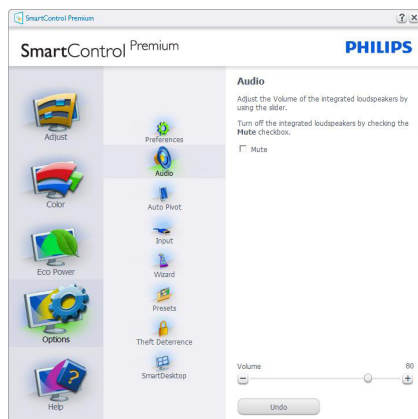 SmartControl Premium
? x
SmartControl Premium
PHILIPS
Adjust
Color
Eco Power
Options
Help
Preferences
Audio
Auto Pivot
Input
Wizard
Presets
Theft Deterrence
SmartDesktop
Audio
Adjust the Volume of the integrated loudspeakers by
using the slider.
Turn off the integrated loudspeakers by checking the
Mute checkbox.
Mute
Volume 80
Undo